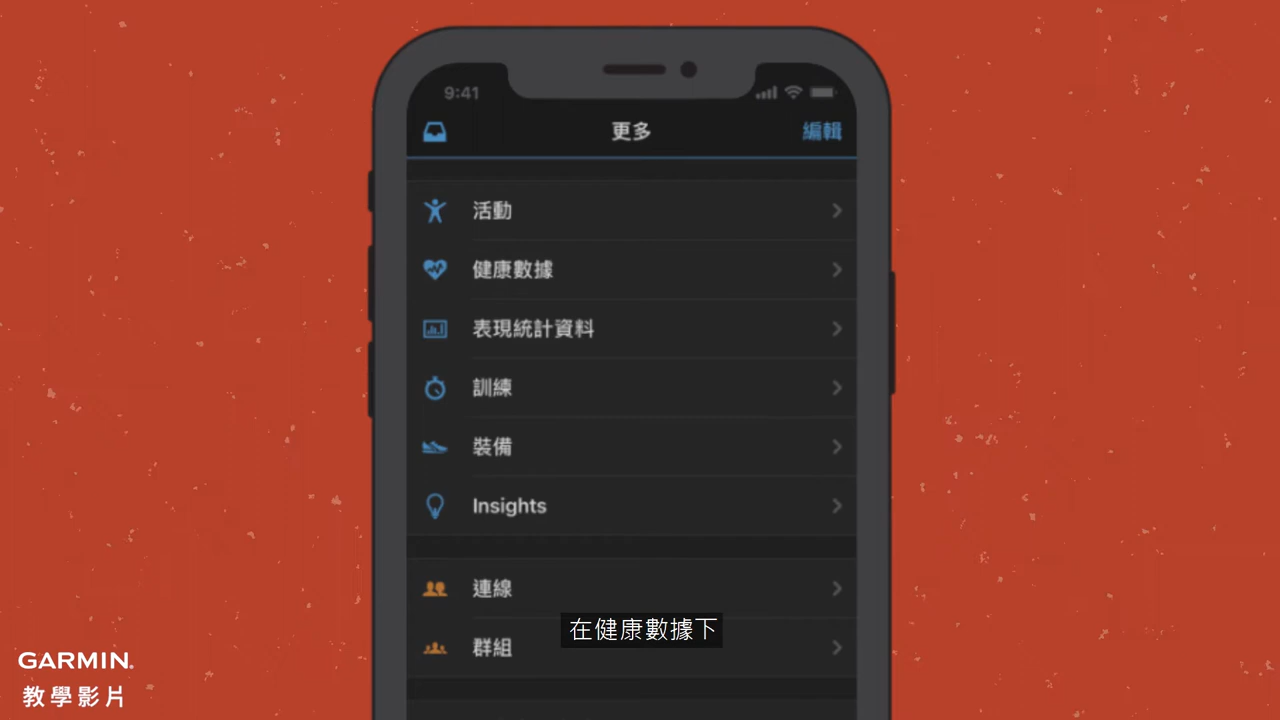 9:41
更多
編輯
活動
健康數據
表現統計資料
訓練
裝備
Insights
連線
群組
在健康數據下
GARMIN.
教學影片